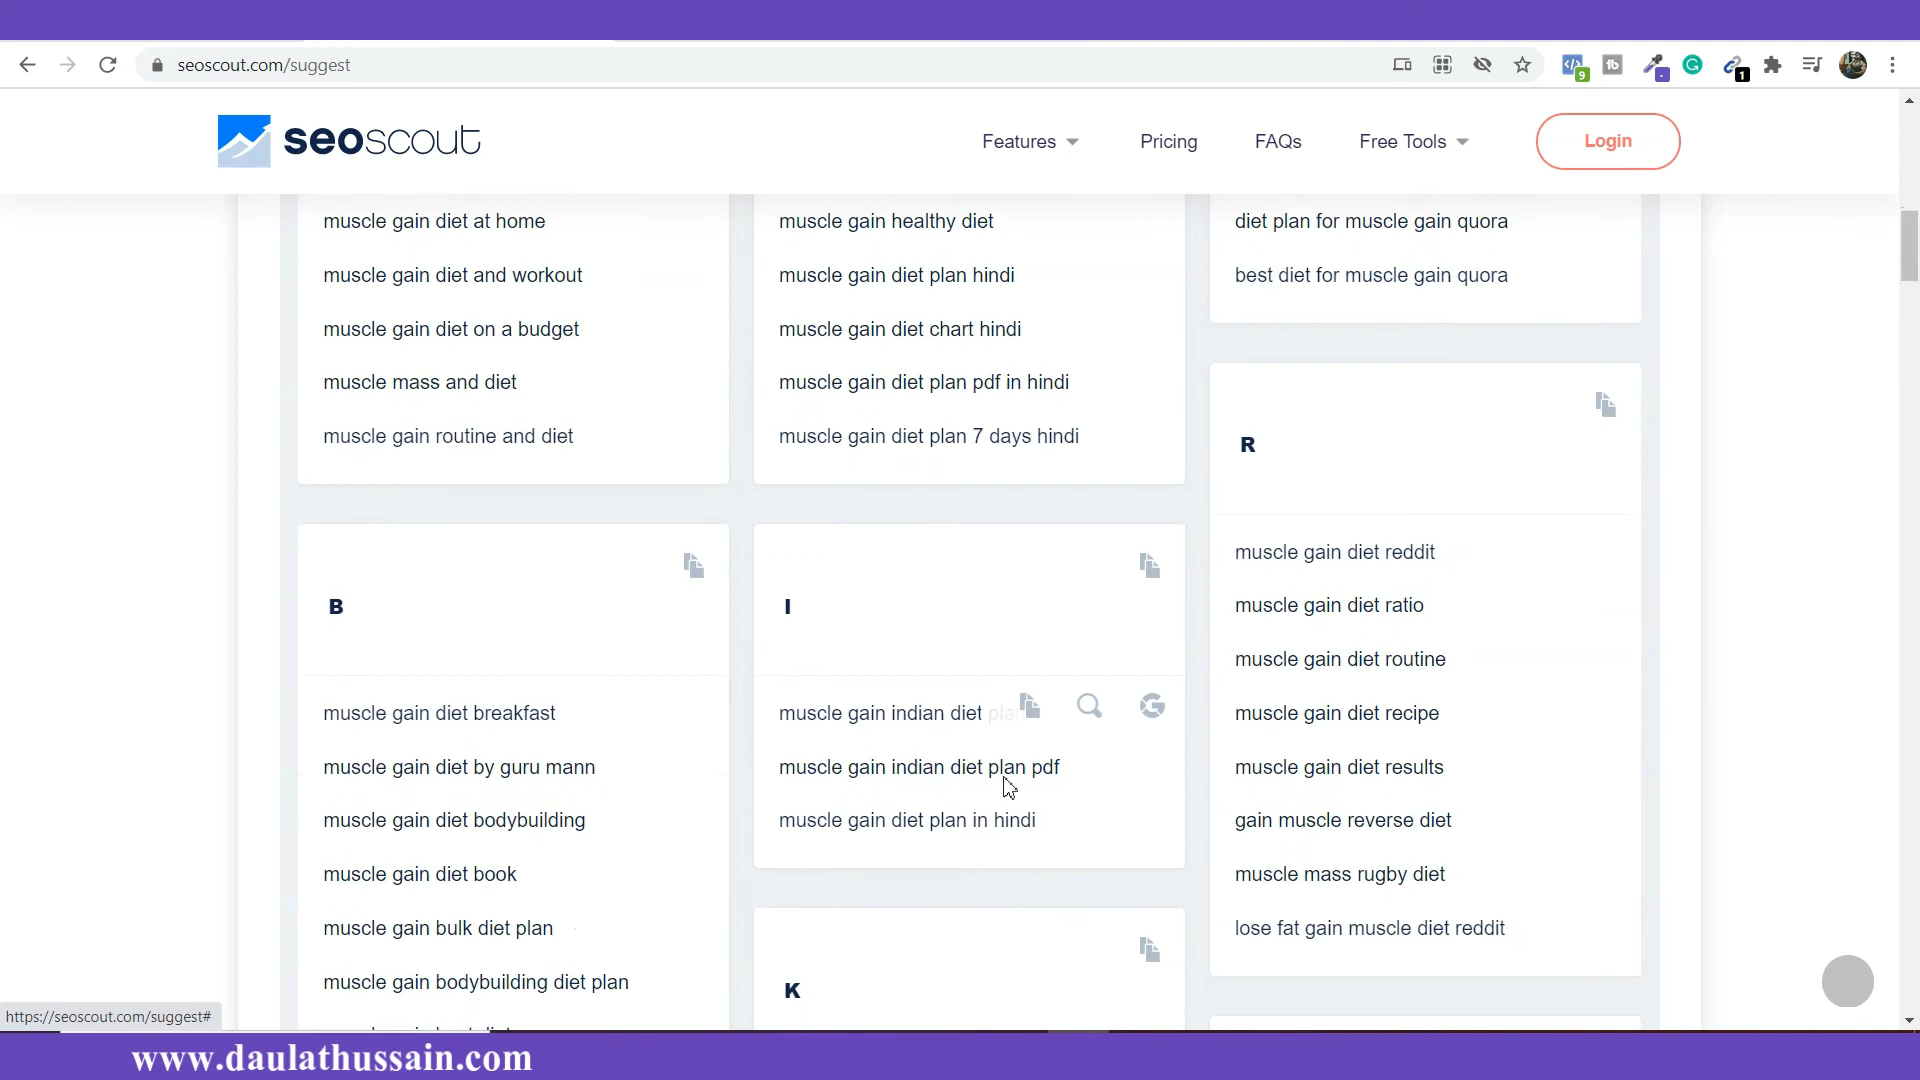 seoscout.com/suggest
9
tb
1
seoscout
Features
Pricing
FAQs
Free Tools
Login
muscle gain diet at home
muscle gain diet and workout
muscle gain diet on a budget
muscle mass and diet
muscle gain routine and diet
B
muscle gain diet breakfast
muscle gain diet by guru mann
muscle gain diet bodybuilding
muscle gain diet book
muscle gain bulk diet plan
muscle gain bodybuilding diet plan
muscle gain healthy diet
muscle gain diet plan hindi
muscle gain diet chart hindi
muscle gain diet plan pdf in hindi
muscle gain diet plan 7 days hindi
I
muscle gain indian diet plan
muscle gain indian diet plan pdf
muscle gain diet plan in hindi
K
diet plan for muscle gain quora
best diet for muscle gain quora
R
muscle gain diet reddit
muscle gain diet ratio
muscle gain diet routine
muscle gain diet recipe
muscle gain diet results
gain muscle reverse diet
muscle mass rugby diet
lose fat gain muscle diet reddit
https://seoscout.com/suggest#
www.daulathussain.com